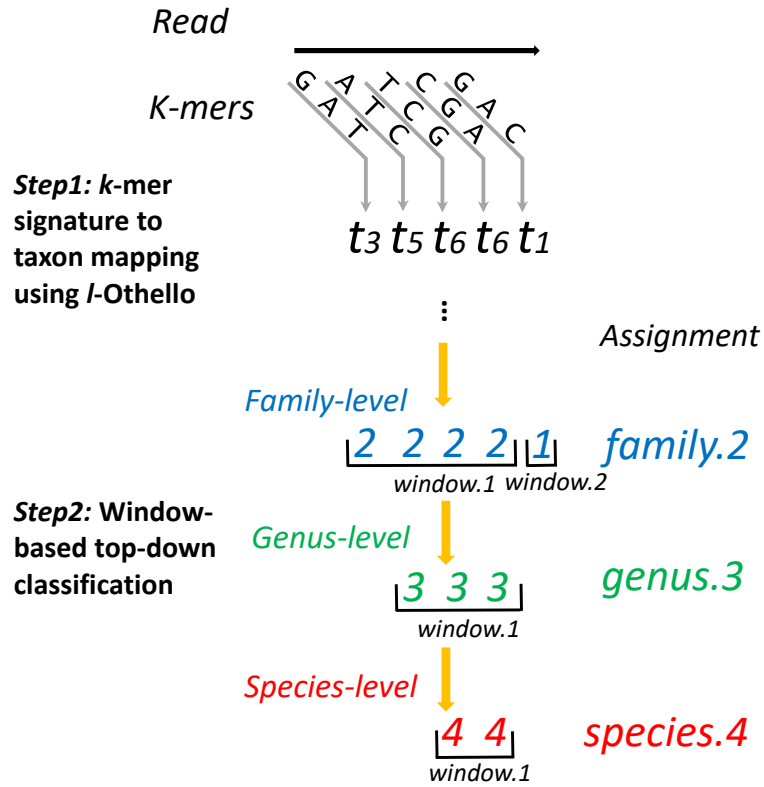 Read
K-mers
G A T
A T C
T C G
C G A
G A C
Step1: k-mer
signature to
taxon mapping
using l-Othello
t3 t5 t6 t6 t1
...
Assignment
Family-level
2 2 2 2 1
family.2
window.1 window.2
Step2: Window-
based top-down
classification
Genus-level
3 3 3
genus.3
window.1
Species-level
4 4
species.4
window.1